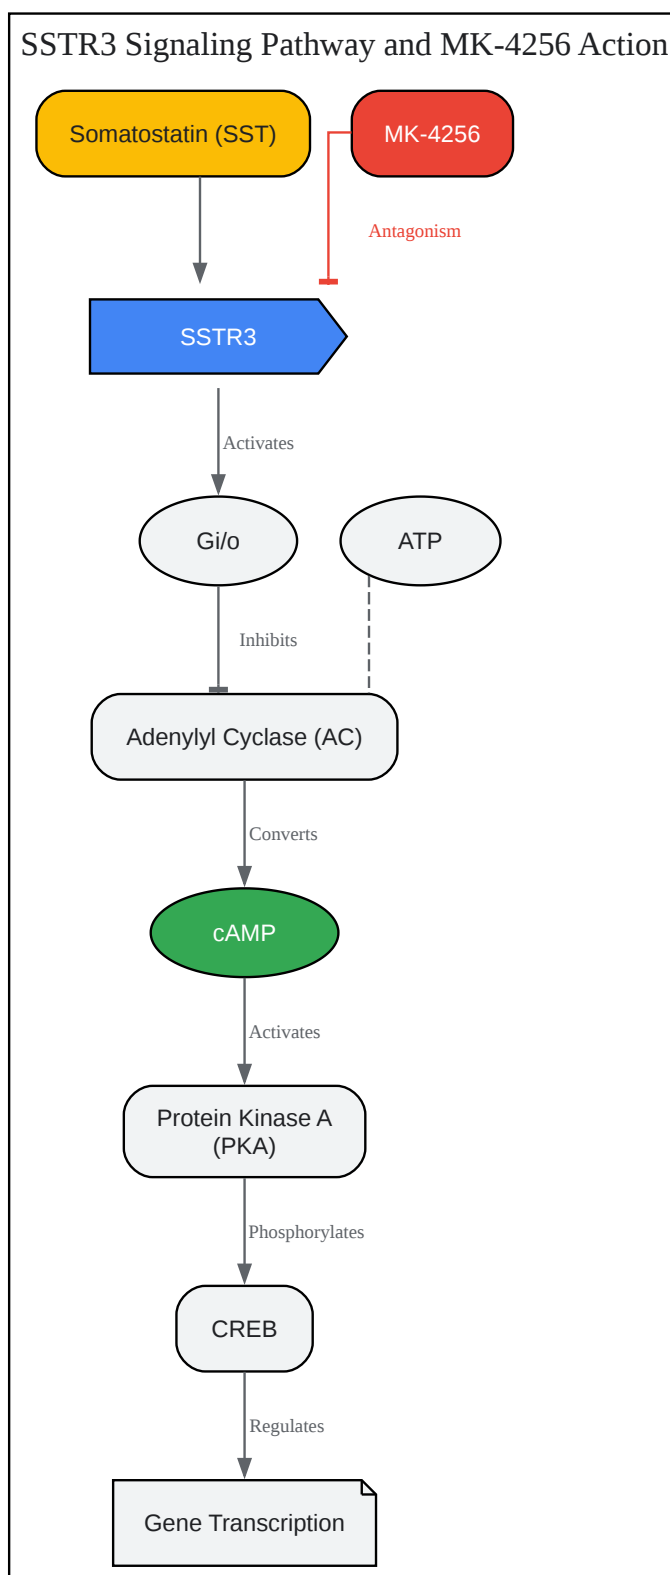 SSTR3 Signaling Pathway and MK-4256 Action
Somatostatin (SST)
MK-4256
Antagonism
SSTR3
Activates
Gi/o
ATP
Inhibits
Adenylyl Cyclase (AC)
Converts
cAMP
Activates
Protein Kinase A
(PKA)
Phosphorylates
CREB
Regulates
Gene Transcription